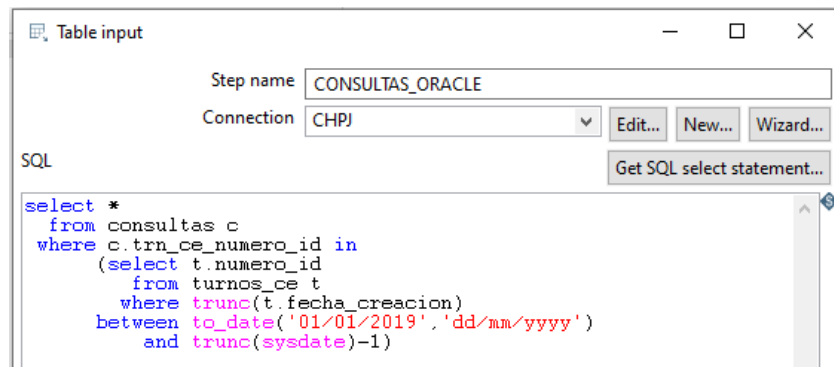 Table input
Step name CONSULTAS_ORACLE
Connection CHPJ Edit... New... Wizard...
SQL Get SQL select statement...
select *
from consultas c
where c.trn_ce_numero_id in
(select t.numero_id
from turnos_ce t
where trunc(t.fecha_creacion)
between to_date('01/01/2019','dd/mm/yyyy')
and trunc(sysdate)-1)